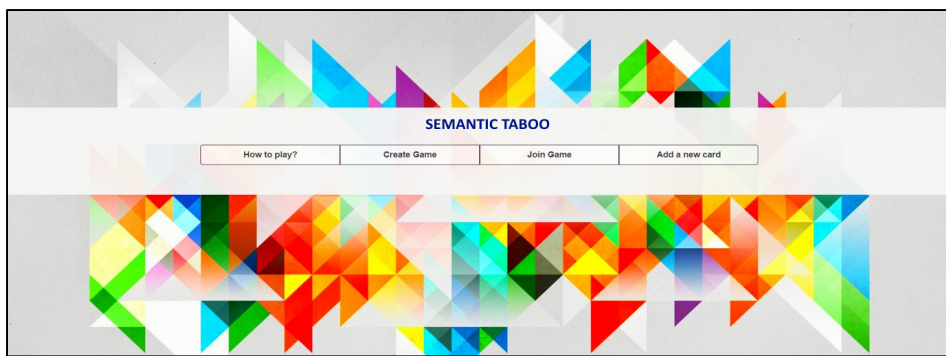 SEMANTIC TABOO
How to play? Create Game Join Game Add a new card